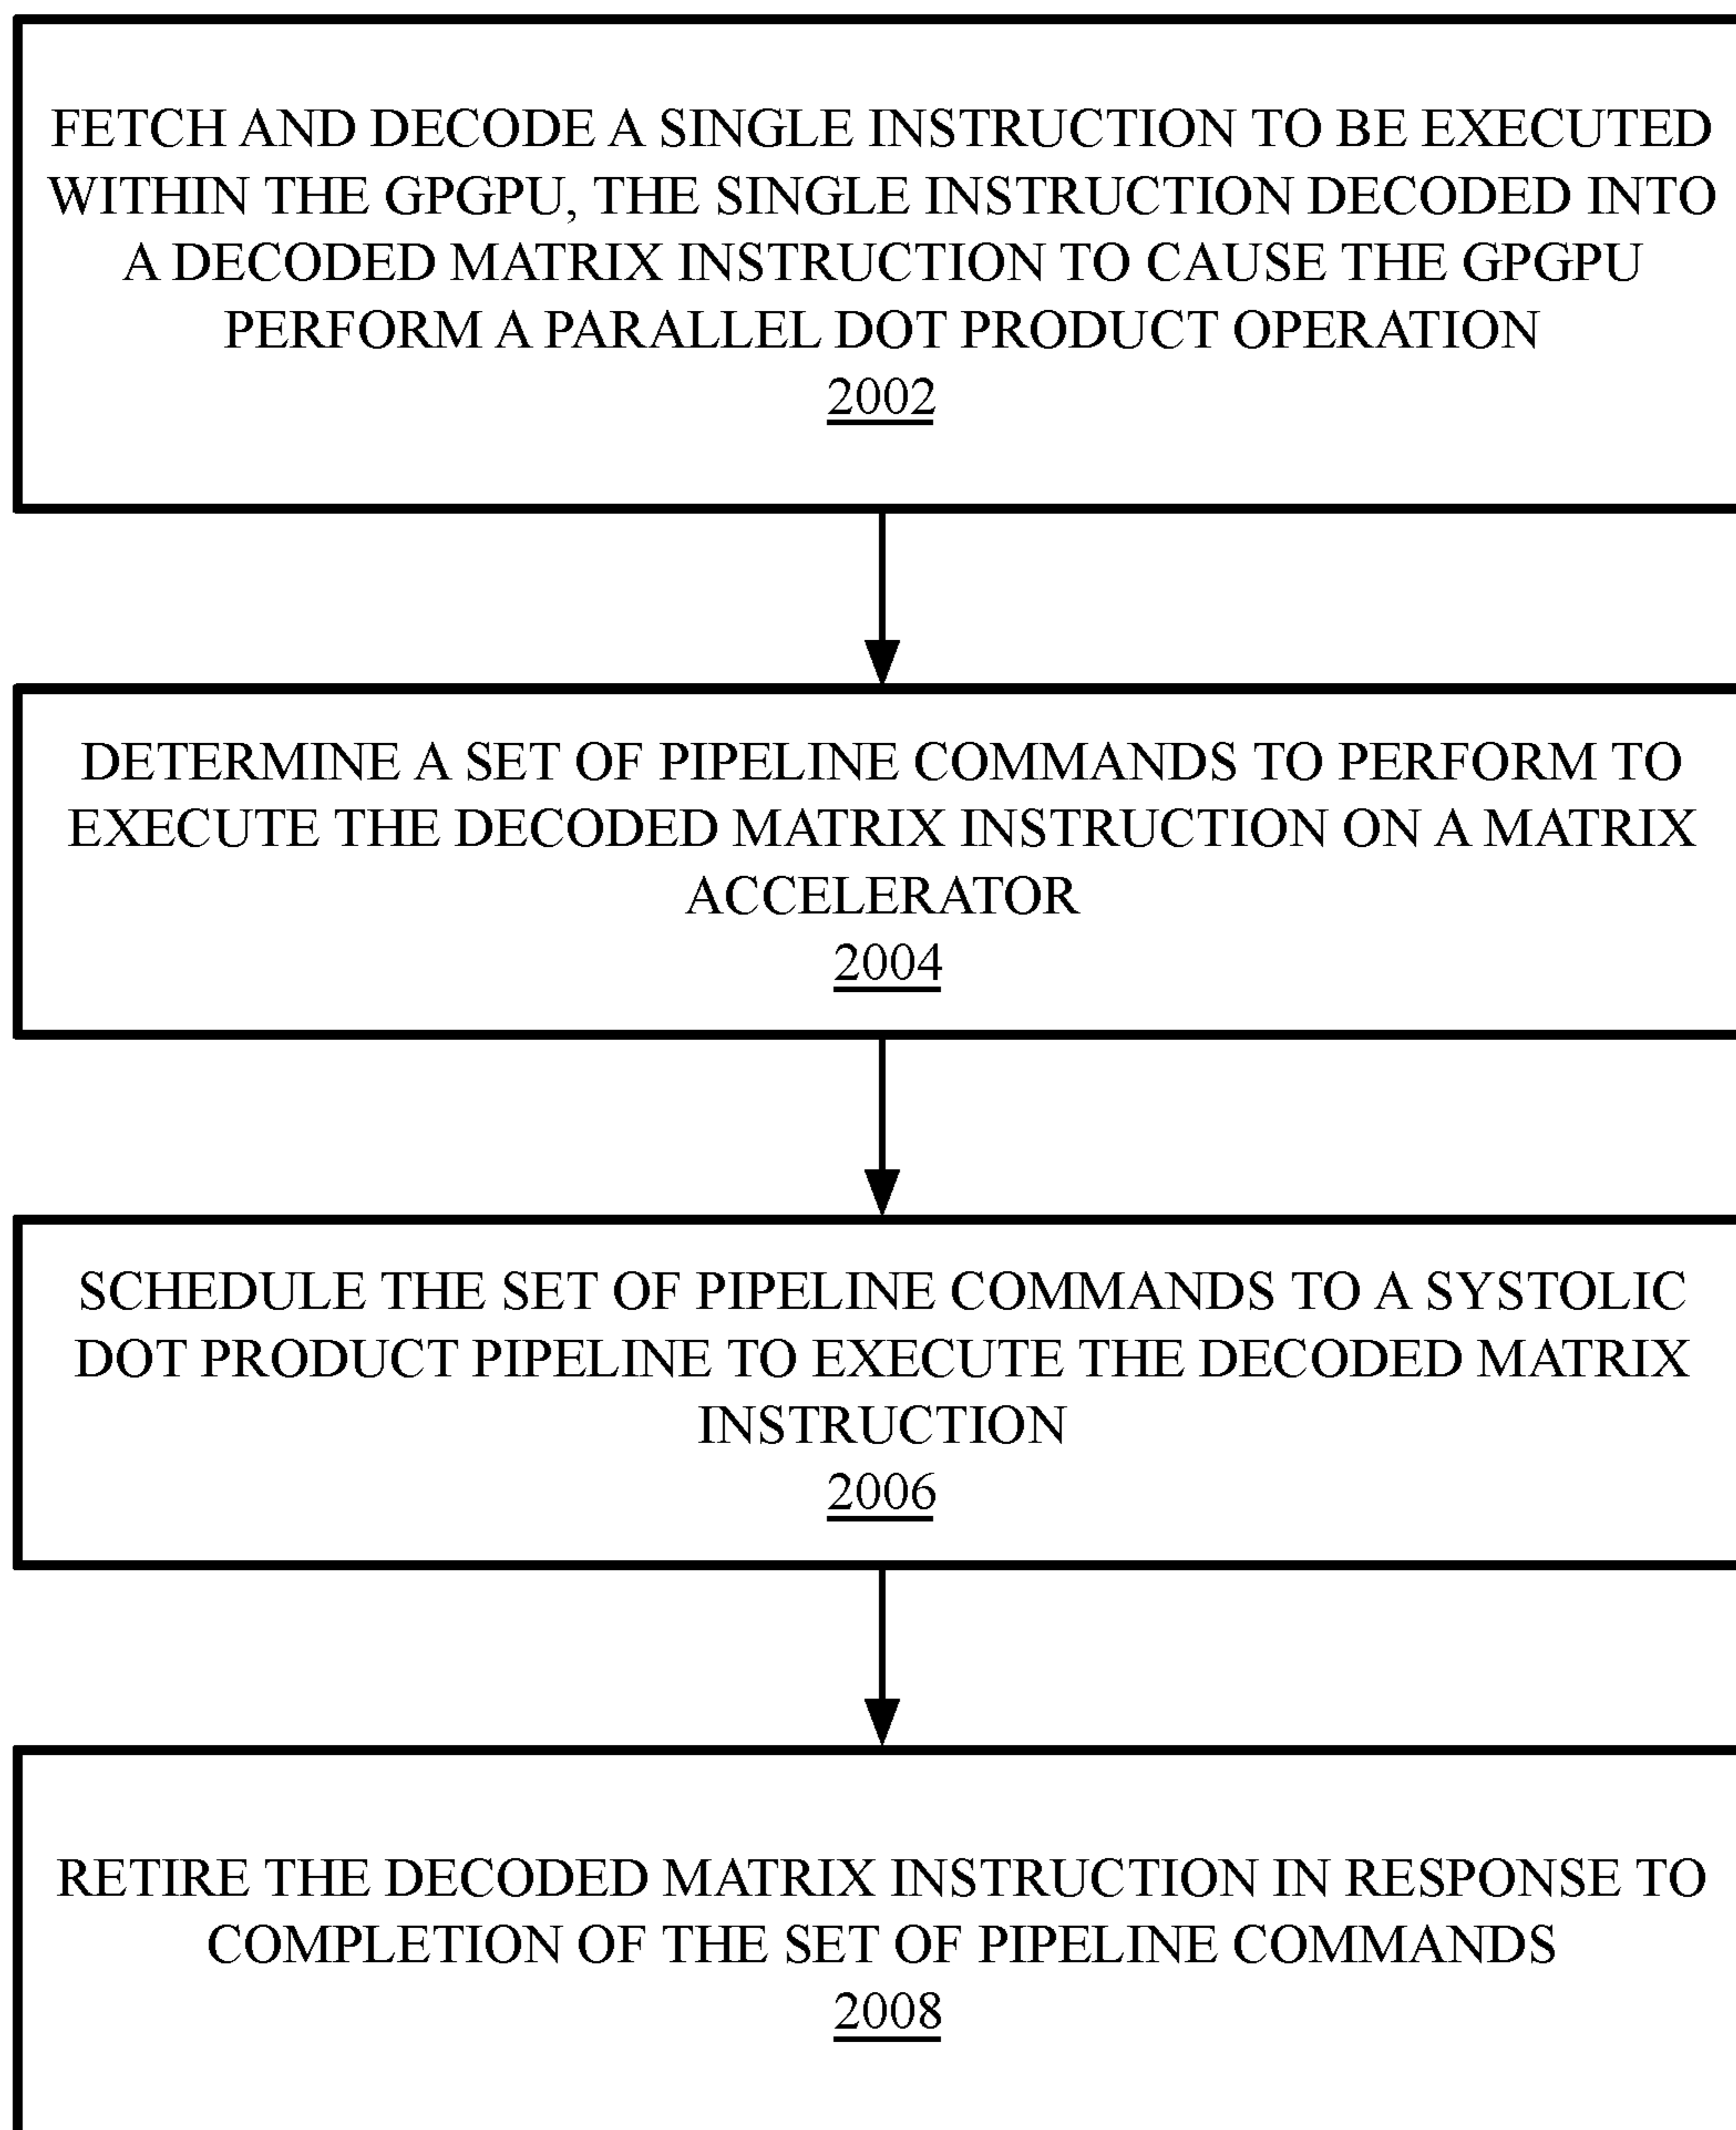 FETCH AND DECODE A SINGLE INSTRUCTION TO BE EXECUTED
WITHIN THE GPGPU, THE SINGLE INSTRUCTION DECODED INTO
A DECODED MATRIX INSTRUCTION TO CAUSE THE GPGPU
PERFORM A PARALLEL DOT PRODUCT OPERATION
2002
DETERMINE A SET OF PIPELINE COMMANDS TO PERFORM TO
EXECUTE THE DECODED MATRIX INSTRUCTION ON A MATRIX
ACCELERATOR
2004
SCHEDULE THE SET OF PIPELINE COMMANDS TO A SYSTOLIC
DOT PRODUCT PIPELINE TO EXECUTE THE DECODED MATRIX
INSTRUCTION
2006
RETIRE THE DECODED MATRIX INSTRUCTION IN RESPONSE TO
COMPLETION OF THE SET OF PIPELINE COMMANDS
2008